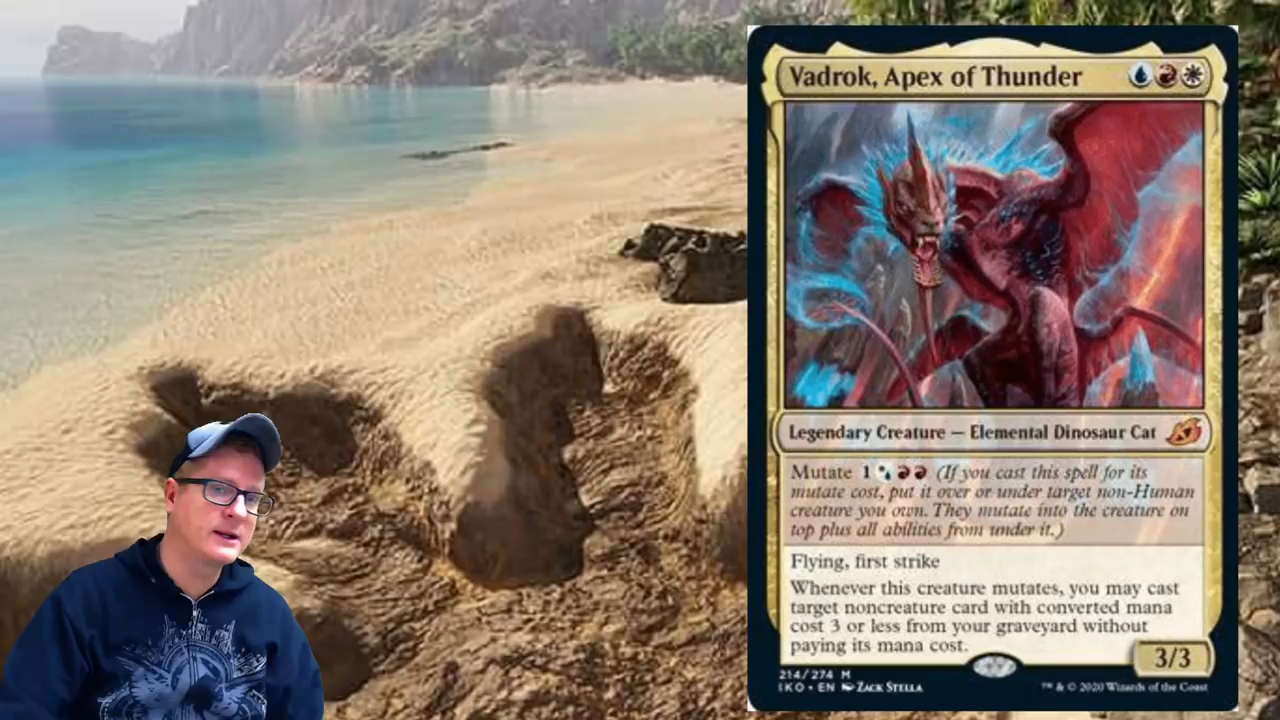 Vadrok, Apex of Thunder
Legendary Creature — Elemental Dinosaur Cat
Mutate 1 (If you cast this spell for its
mutate cost, put it over or under target non-Human
creature you own. They mutate into the creature on
top plus all abilities from under it.)
Flying, first strike
Whenever this creature mutates, you may cast
target noncreature card with converted mana
cost 3 or less from your graveyard without
paying its mana cost.
3/3
214/274 M
IKO • EN Zack Stella
™ & © 2020 Wizards of the Coast